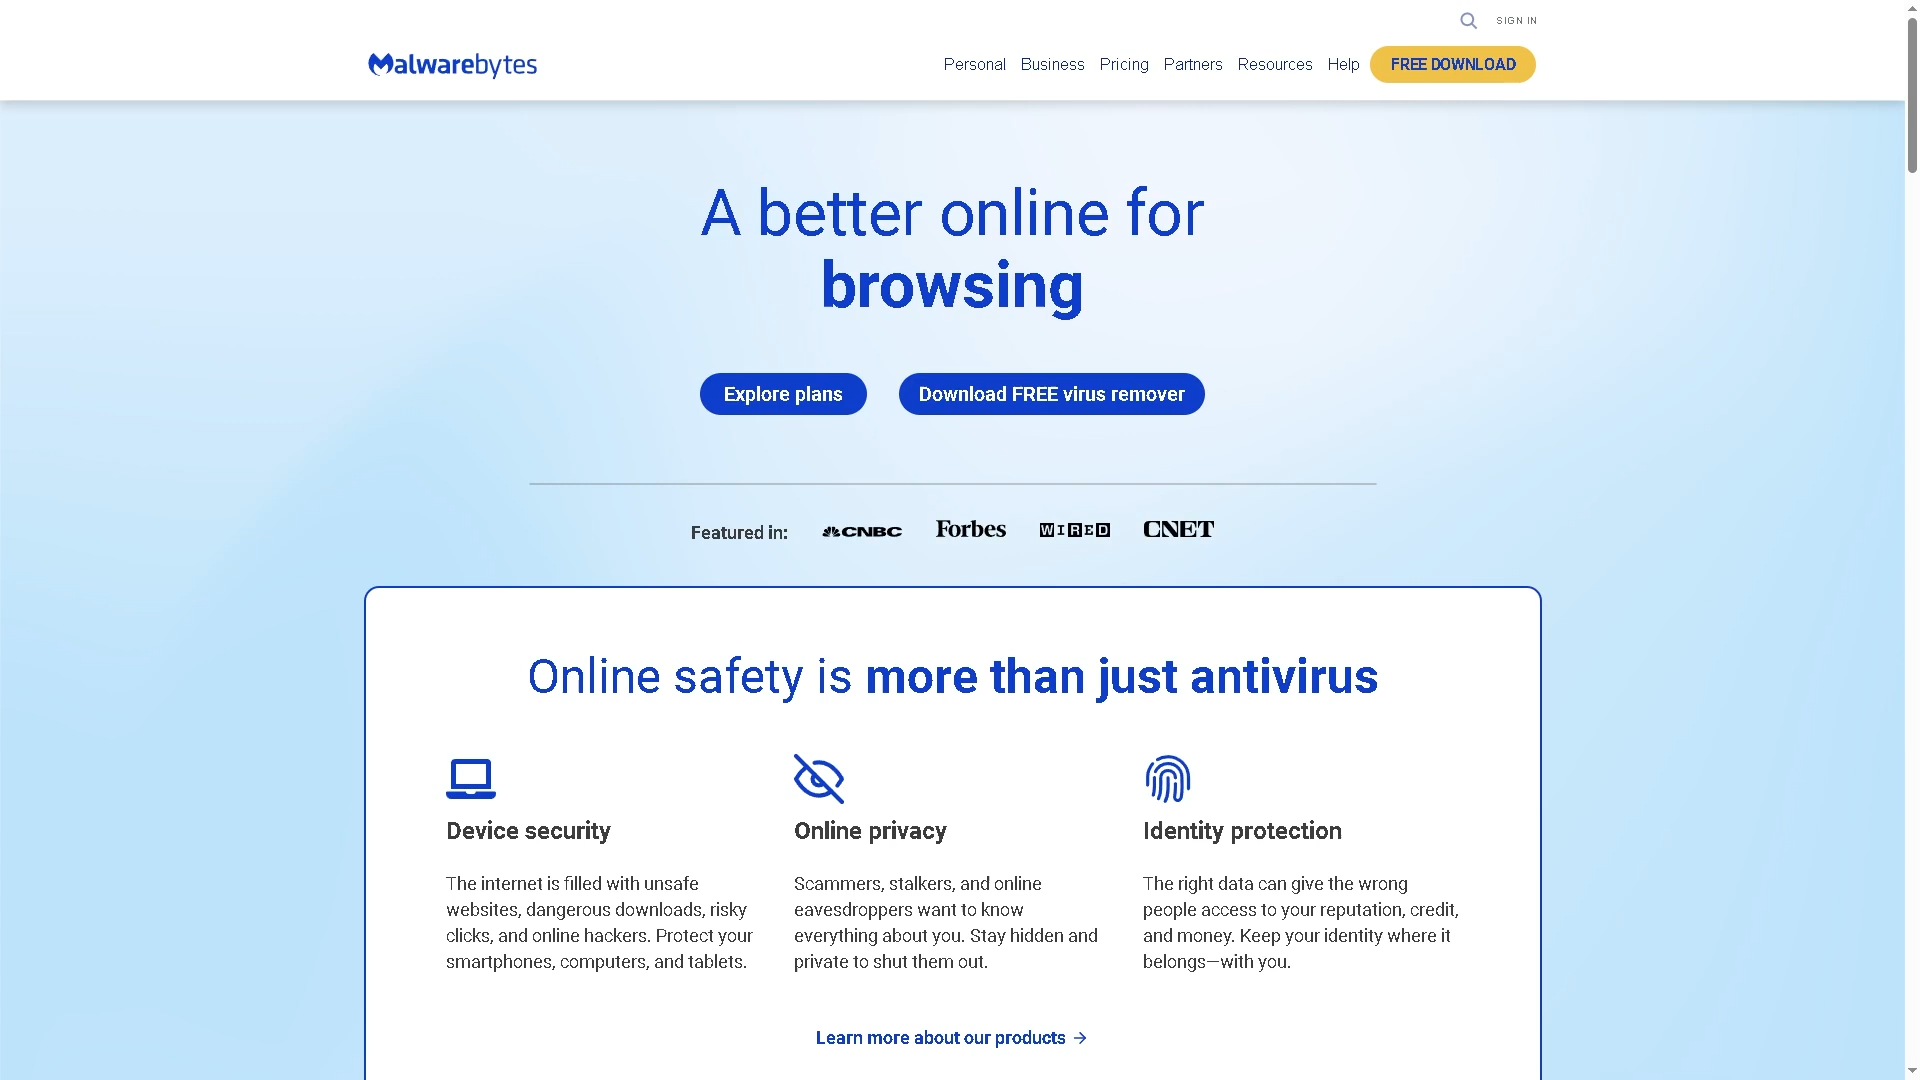 SIGN IN
Malwarebytes
Personal Business Pricing Partners Resources Help FREE DOWNLOAD
A better online for
browsing
Explore plans Download FREE virus remover
Featured in: CNBC Forbes WIRED CNET
Online safety is more than just antivirus
Device security
The internet is filled with unsafe
websites, dangerous downloads, risky
clicks, and online hackers. Protect your
smartphones, computers, and tablets.
Online privacy
Scammers, stalkers, and online
eavesdroppers want to know
everything about you. Stay hidden and
private to shut them out.
Identity protection
The right data can give the wrong
people access to your reputation, credit,
and money. Keep your identity where it
belongs—with you.
Learn more about our products